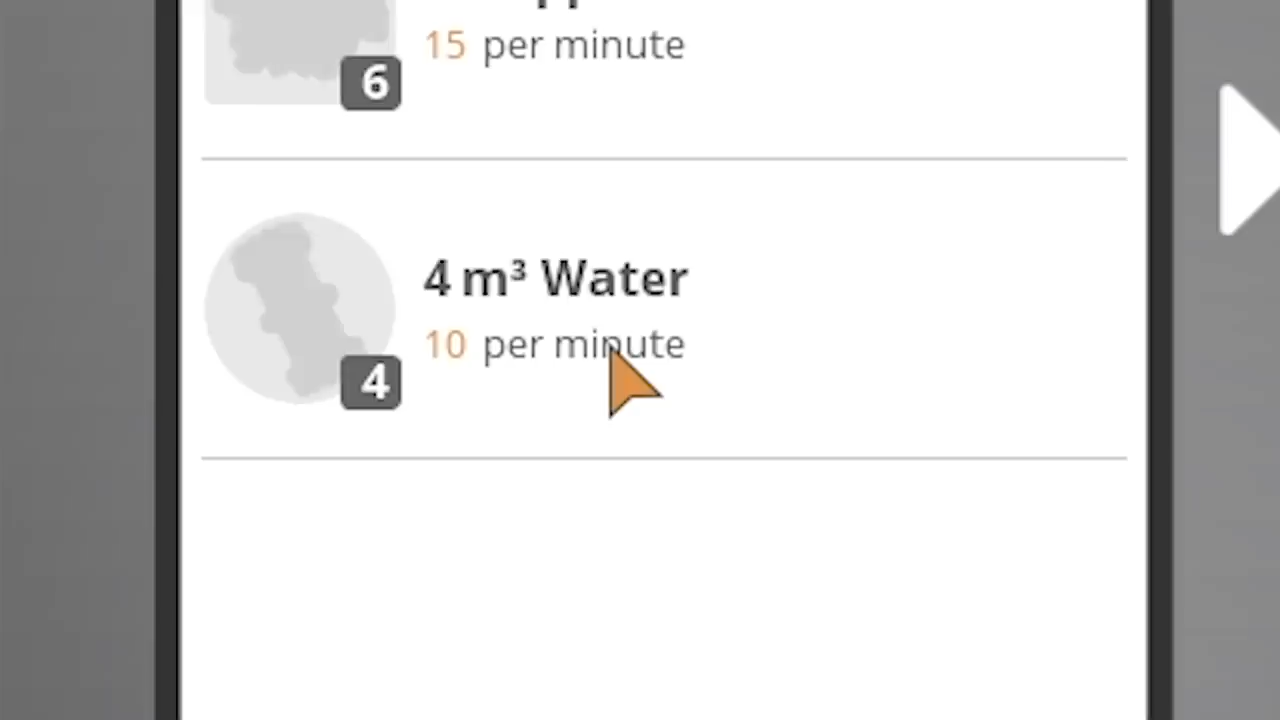 15 per minute
6
4 m³ Water
10 per minute
4